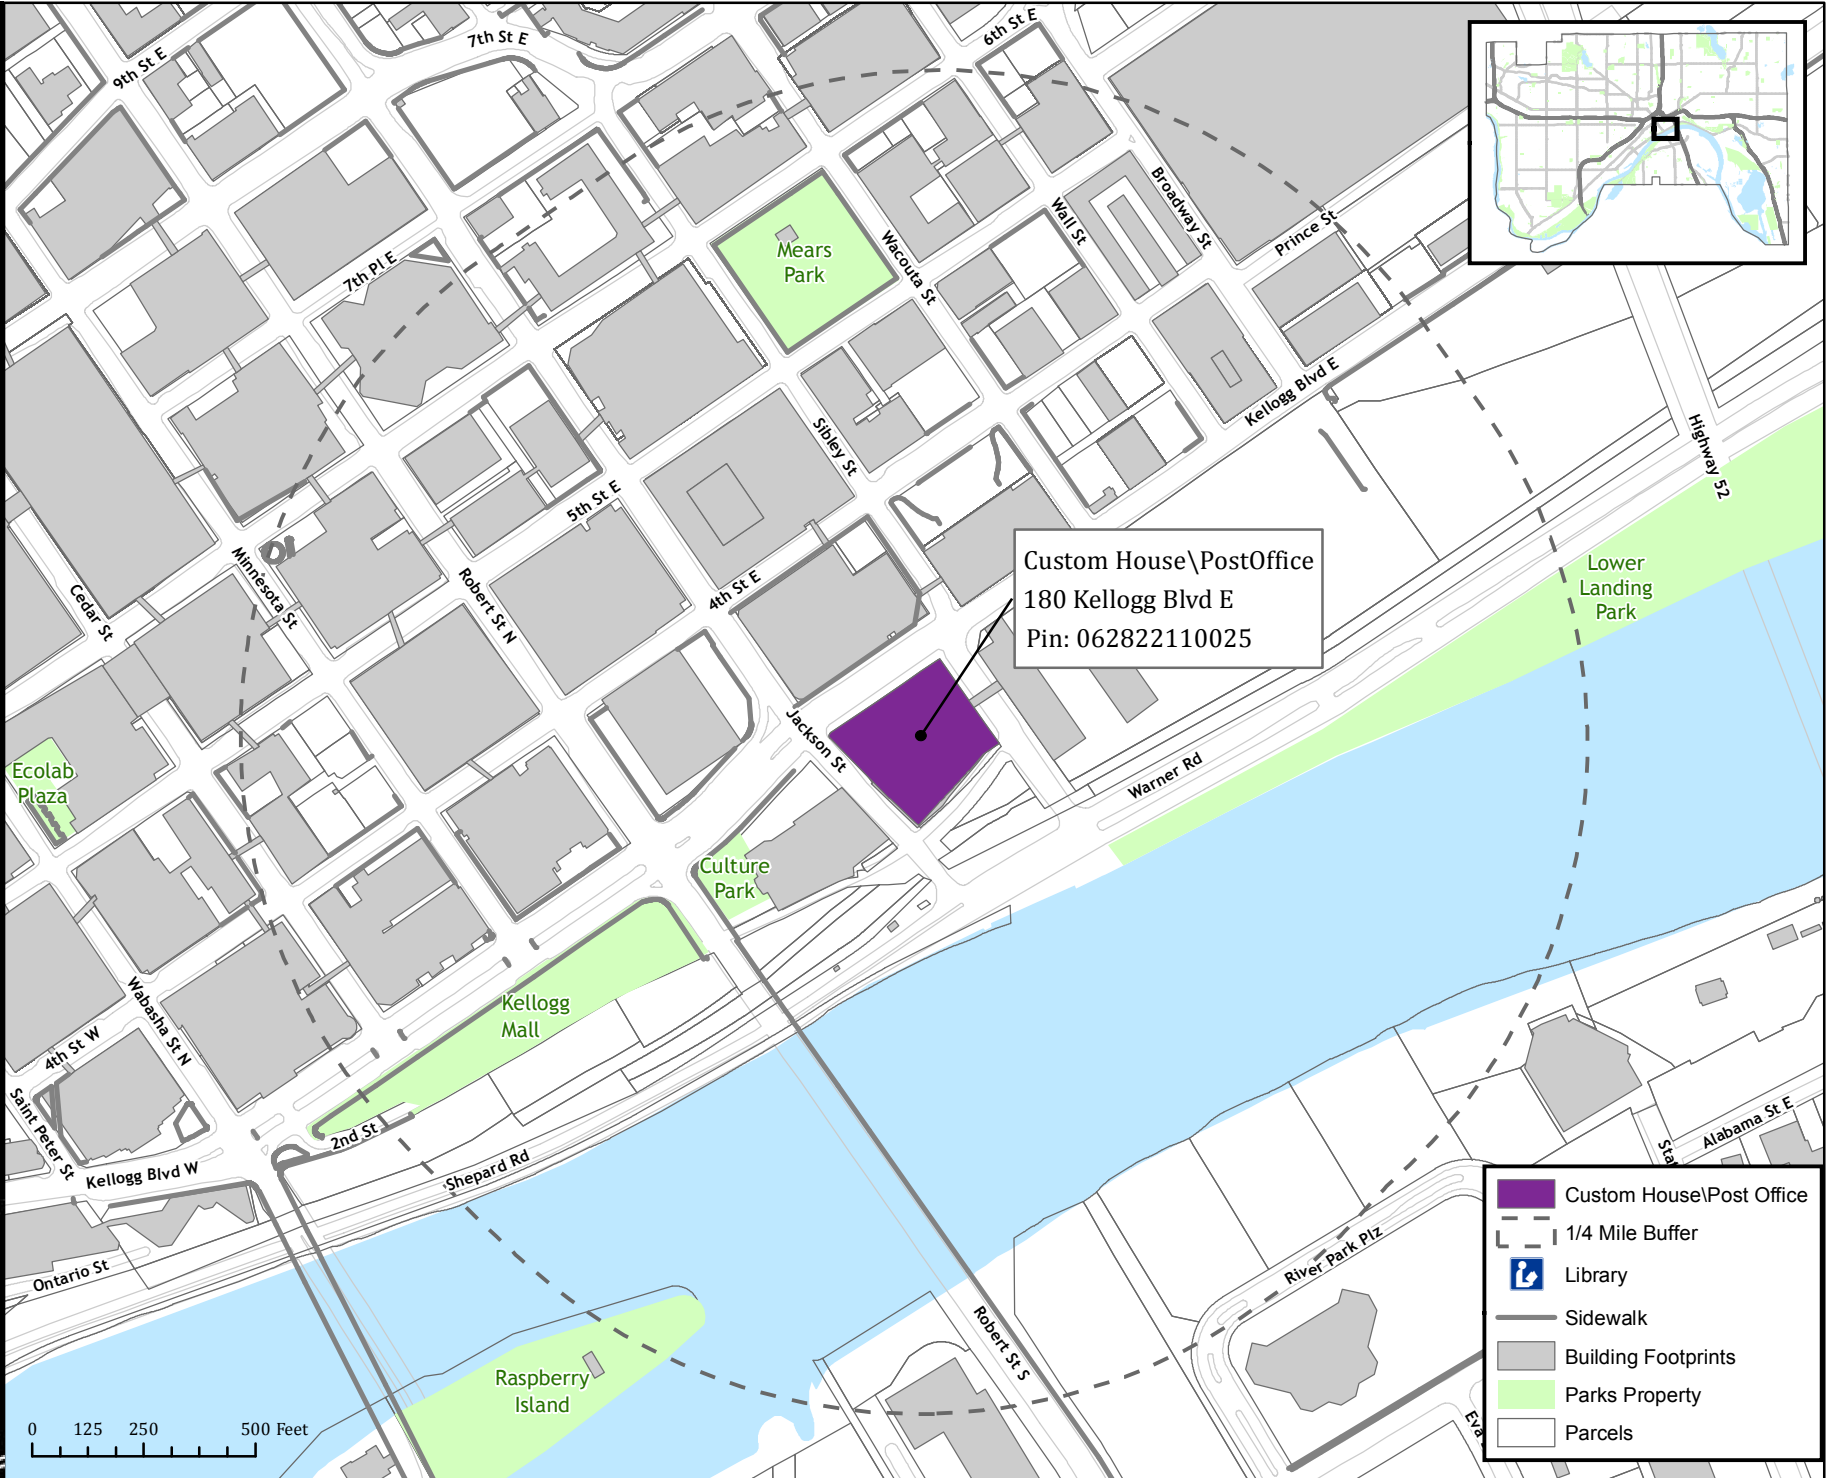 9th St E
7th St E
6th St E
7th Pl E
Mears
Park
Wacouta St
Wall St
Broadway St
Prince St
Kellogg Blvd E
Highway 52
Sibley St
5th St E
4th St E
Minnesota St
Robert St N
Cedar St
Custom House\PostOffice
180 Kellogg Blvd E
Pin: 062822110025
Lower
Landing
Park
Jackson St
Warner Rd
Ecolab
Plaza
Culture
Park
Kellogg
Mall
Wabasha St N
4th St W
Saint Peter St
Kellogg Blvd W
2nd St
Shepard Rd
Ontario St
Raspberry
Island
Robert St S
River Park Plz
Alabama St E
Stat
Eva
0 125 250 500 Feet
Custom House\Post Office
1/4 Mile Buffer
Library
Sidewalk
Building Footprints
Parks Property
Parcels